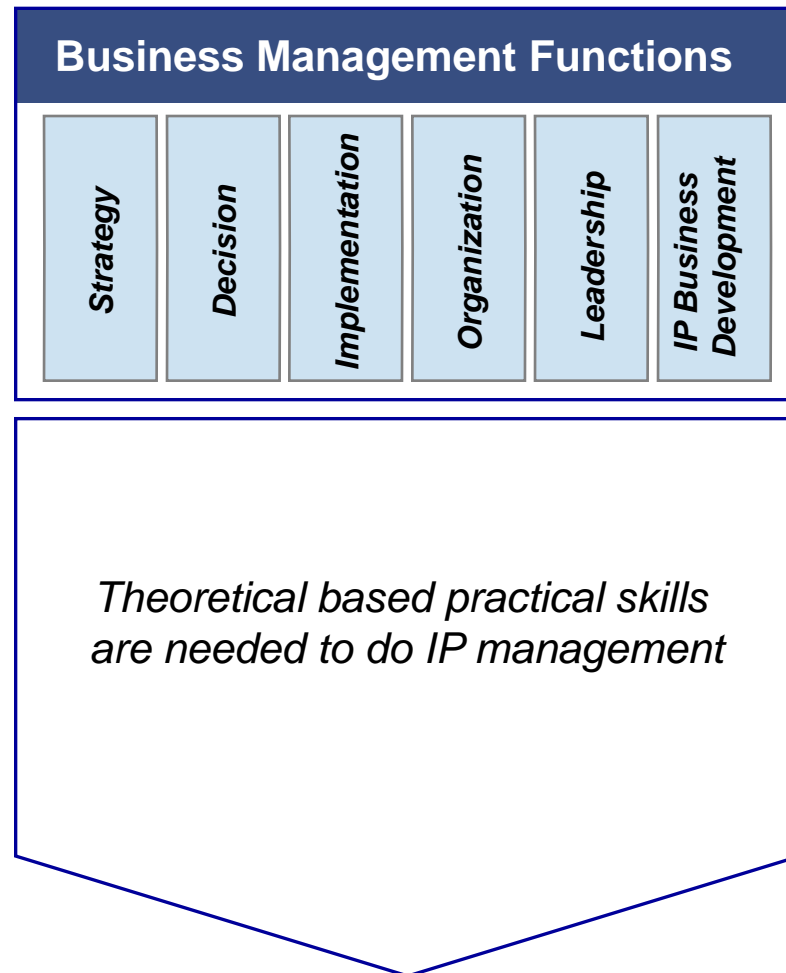 Business Management Functions
Strategy
Decision
Implementation
Organization
Leadership
IP Business
Development
Theoretical based practical skills
are needed to do IP management